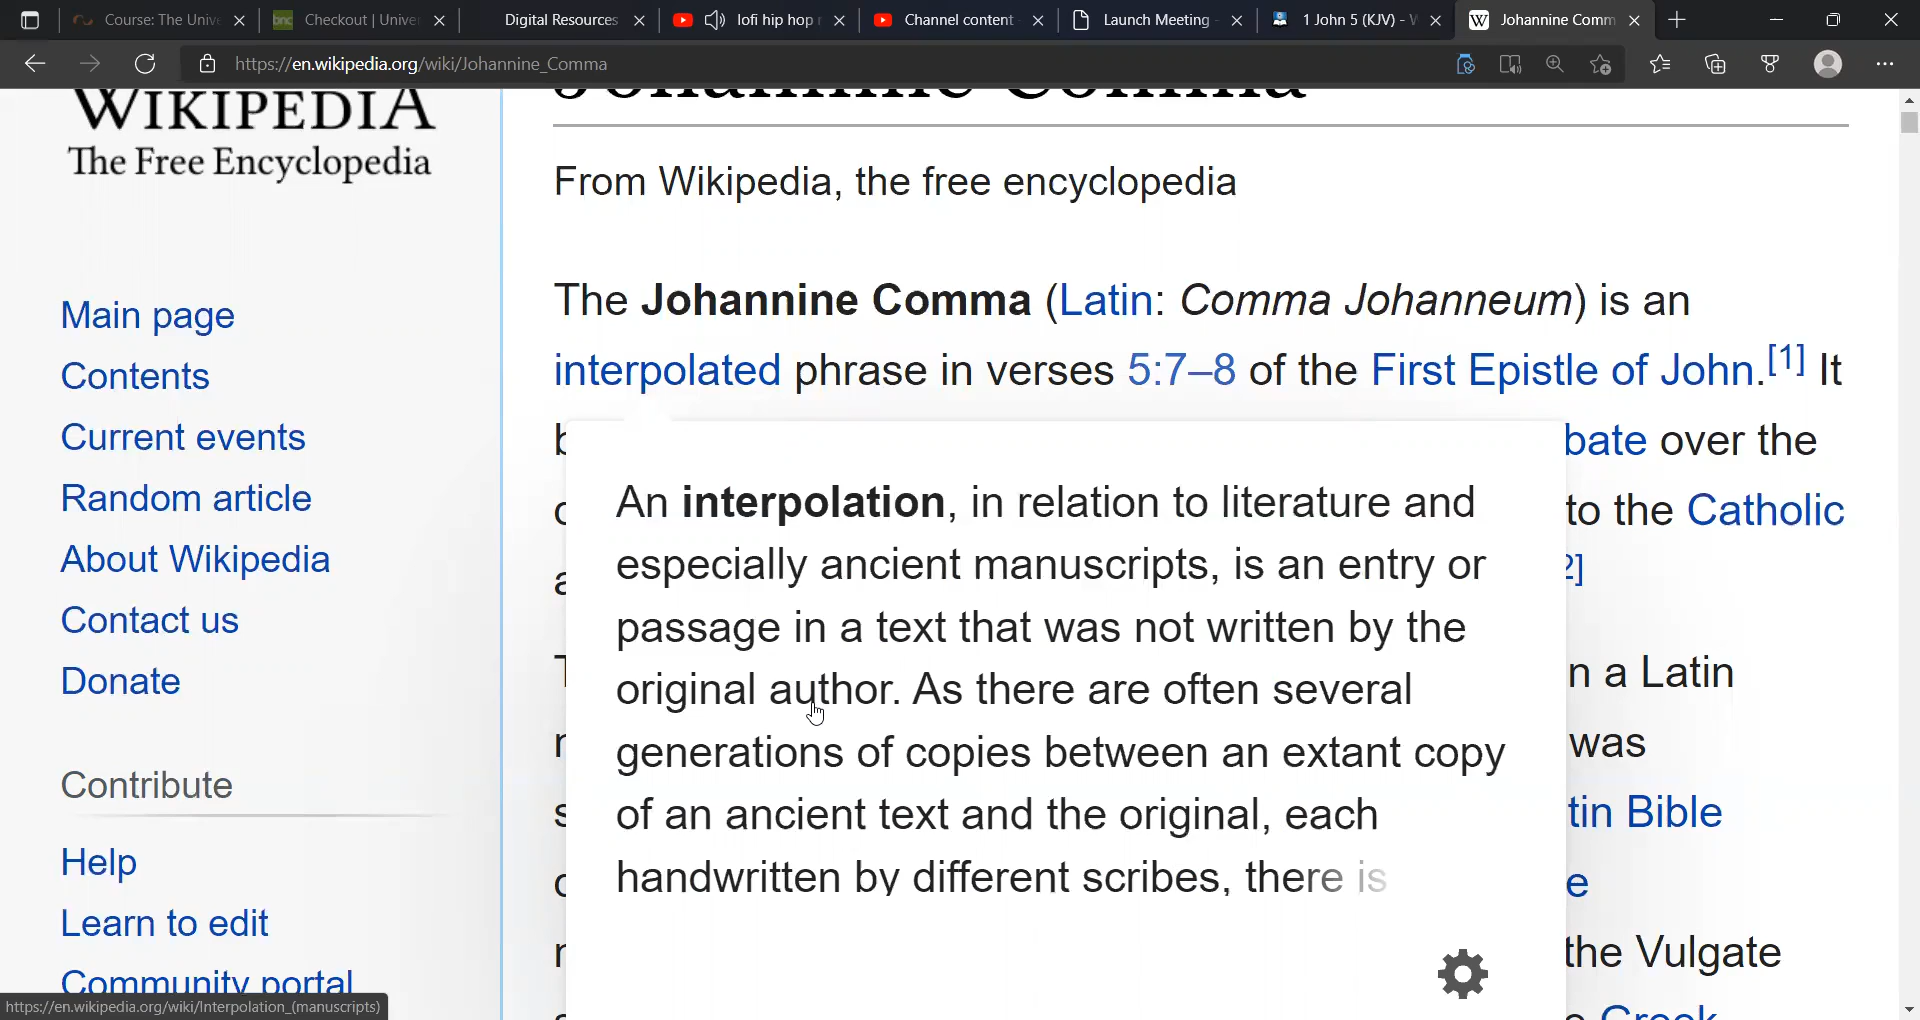 Course: The Unive
Checkout | Univer
Digital Resources
lofi hip hop r
Channel content
Launch Meeting -
1 John 5 (KJV) - W
Johannine Comm
https://en.wikipedia.org/wiki/Johannine_Comma
Johannine Comma
WIKIPEDIA
The Free Encyclopedia
Main page
Contents
Current events
Random article
About Wikipedia
Contact us
Donate
Contribute
Help
Learn to edit
Community portal
From Wikipedia, the free encyclopedia
The Johannine Comma (Latin: Comma Johanneum) is an
interpolated phrase in verses 5:7–8 of the First Epistle of John.[1] It
bate over the
to the Catholic
2]
n a Latin
was
tin Bible
e
the Vulgate
Greek
An interpolation, in relation to literature and
especially ancient manuscripts, is an entry or
passage in a text that was not written by the
original author. As there are often several
generations of copies between an extant copy
of an ancient text and the original, each
handwritten by different scribes, there is
https://en.wikipedia.org/wiki/Interpolation_(manuscripts)